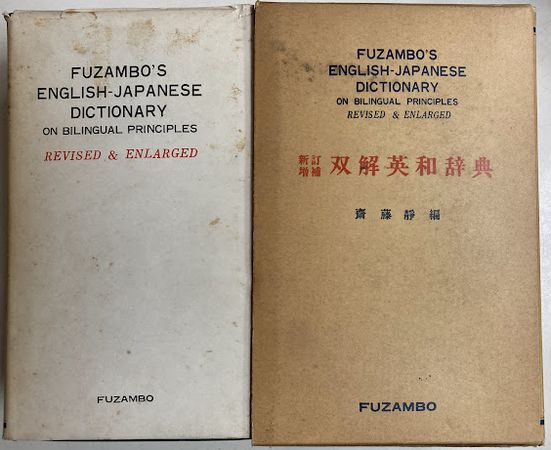 FUZAMBO'S
ENGLISH-JAPANESE
DICTIONARY
ON BILINGUAL PRINCIPLES
REVISED & ENLARGED
FUZAMBO
FUZAMBO'S
ENGLISH-JAPANESE
DICTIONARY
ON BILINGUAL PRINCIPLES
REVISED & ENLARGED
新訂増補 双解英和辞典
齋藤靜編
FUZAMBO